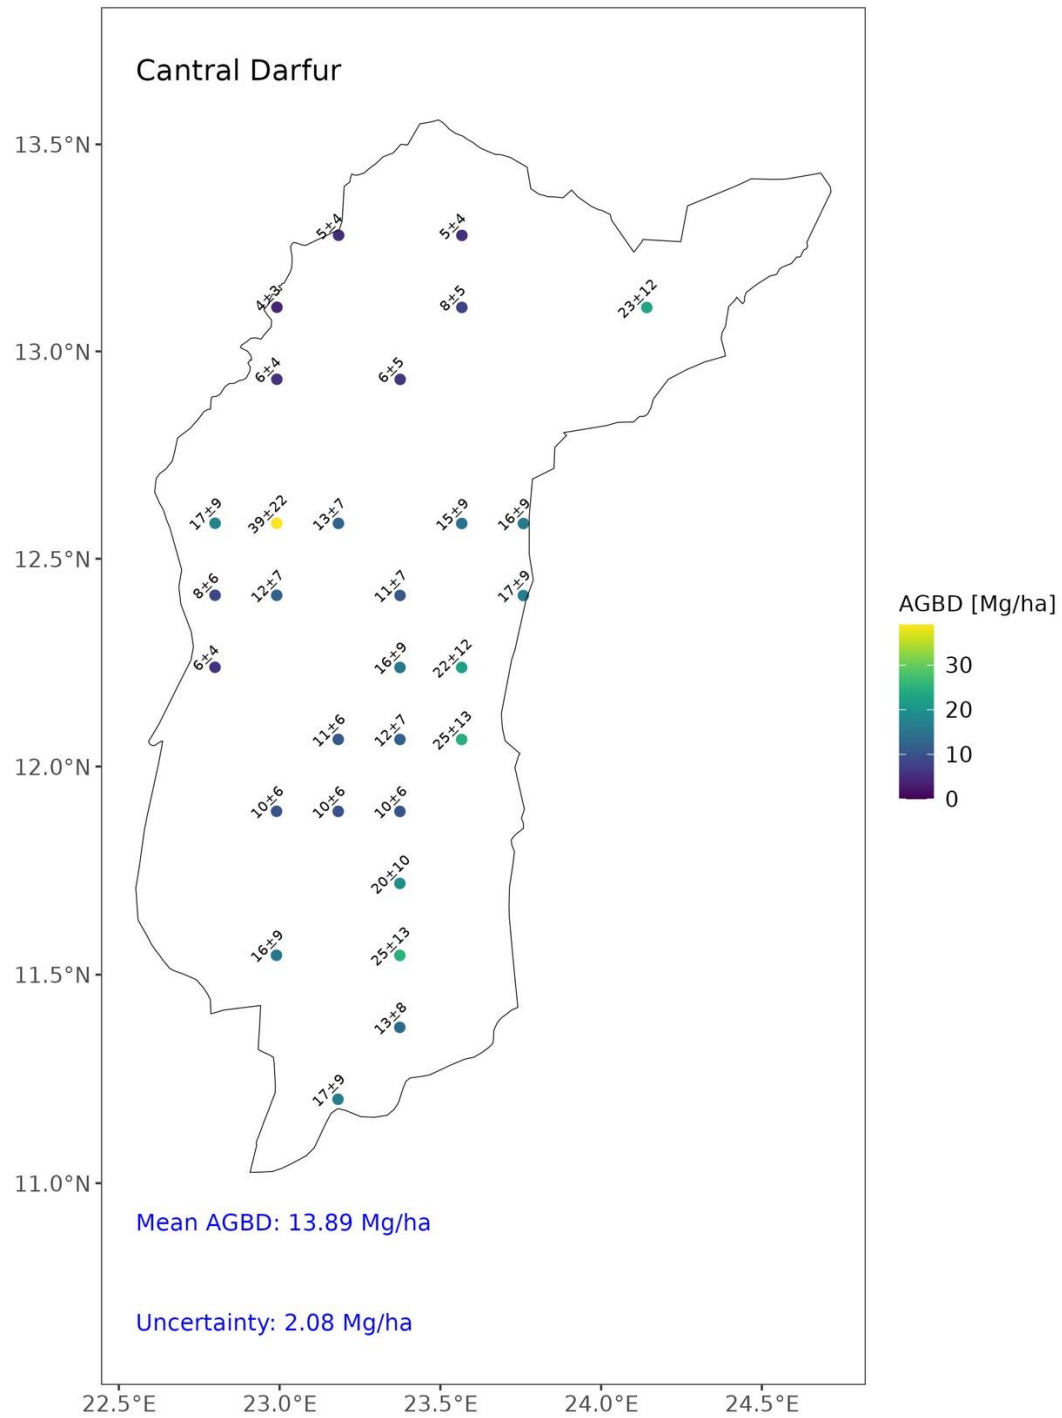 Cantral Darfur
13.5°N
5±4
5±4
4±3
8±5
23±12
13.0°N
6±4
6±5
17±9
39±22
13±7
15±9
16±9
12.5°N
8±6
12±7
11±7
17±9
AGBD [Mg/ha]
6±4
16±9
22±12
30
20
11±6
12±7
25±13
10
12.0°N
0
10±6
10±6
10±6
20±10
16±9
25±13
11.5°N
13±8
17±9
11.0°N
Mean AGBD: 13.89 Mg/ha
Uncertainty: 2.08 Mg/ha
22.5°E
23.0°E
23.5°E
24.0°E
24.5°E